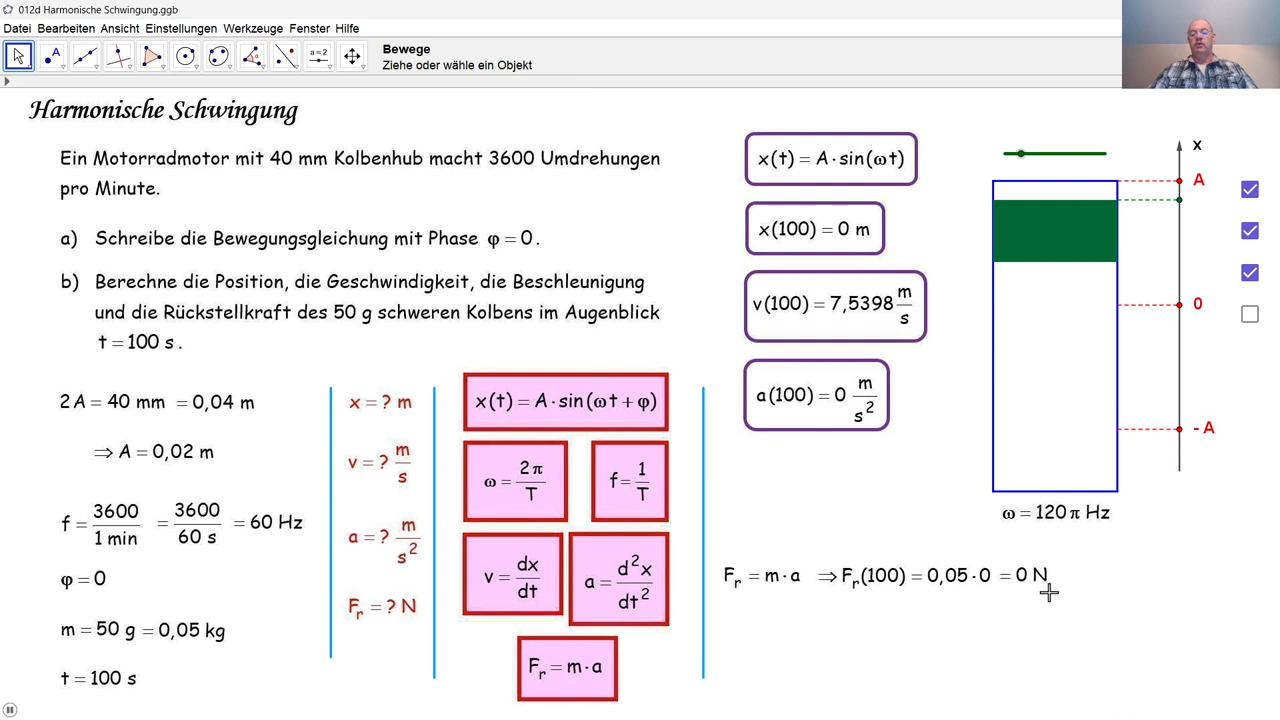 012d Harmonische Schwingung.ggb
Datei Bearbeiten Ansicht Einstellungen Werkzeuge Fenster Hilfe
A
a=2
Bewege
Ziehe oder wähle ein Objekt
Harmonische Schwingung
Ein Motorradmotor mit 40 mm Kolbenhub macht 3600 Umdrehungen
pro Minute.
a) Schreibe die Bewegungsgleichung mit Phase φ = 0 .
b) Berechne die Position, die Geschwindigkeit, die Beschleunigung
und die Rückstellkraft des 50 g schweren Kolbens im Augenblick
t = 100 s .
2 A = 40 mm = 0,04 m
⇒ A = 0,02 m
f = 3600 / 1 min = 3600 / 60 s = 60 Hz
φ = 0
m = 50 g = 0,05 kg
t = 100 s
x = ? m
v = ? m/s
a = ? m/s²
Fr = ? N
x(t) = A · sin(ωt + φ)
ω = 2π/T
f = 1/T
v = dx/dt
a = d²x/dt²
Fr = m · a
x(t) = A · sin(ωt)
x(100) = 0 m
v(100) = 7,5398 m/s
a(100) = 0 m/s²
Fr = m · a ⇒ Fr(100) = 0,05 · 0 = 0 N
x
A
0
- A
ω = 120 π Hz